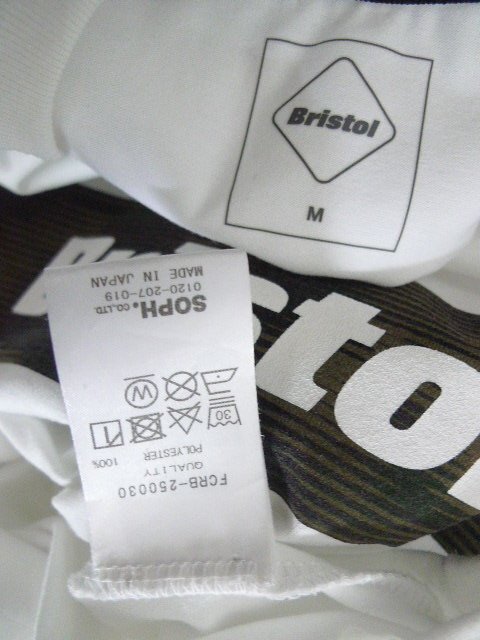 Bristol
M
Bristol
FCRB-250030
QUALITY
POLYESTER 100%
30
W
SOPH.CO.,LTD.
0120-207-019
MADE IN JAPAN